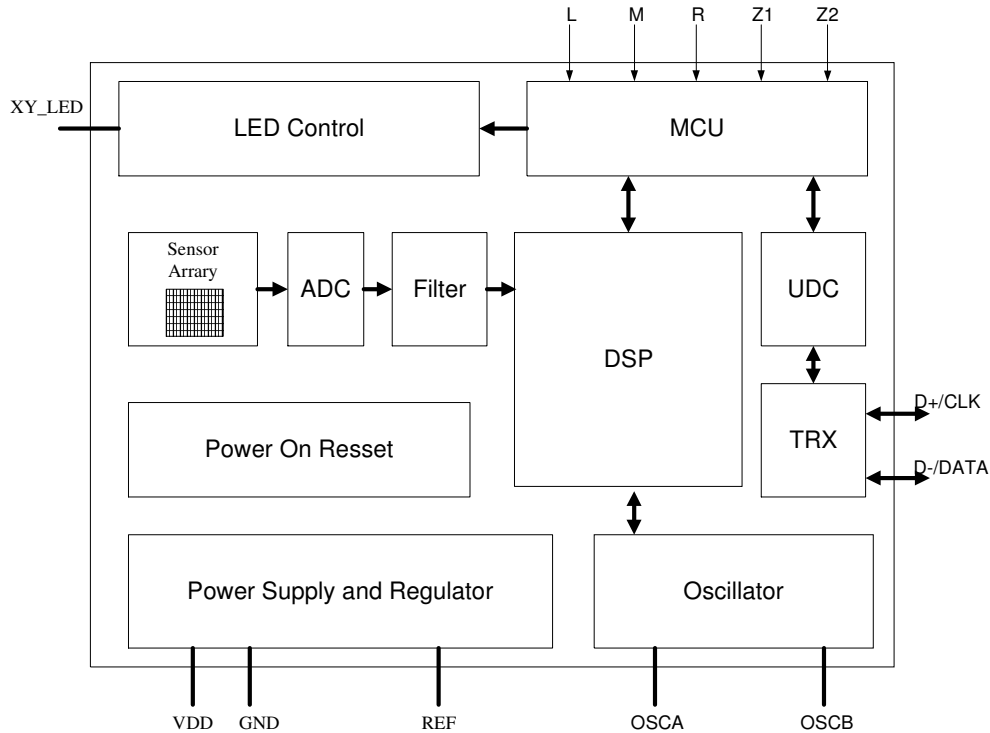 L M R Z1 Z2
XY_LED
LED Control
MCU
Sensor
Arrary
ADC
Filter
DSP
UDC
TRX
D+/CLK
D-/DATA
Power On Resset
Power Supply and Regulator
Oscillator
VDD GND REF OSCA OSCB